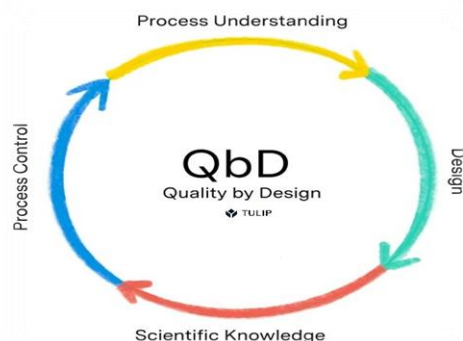 Process Understanding
Process Control
QbD
Quality by Design
TULIP
Design
Scientific Knowledge